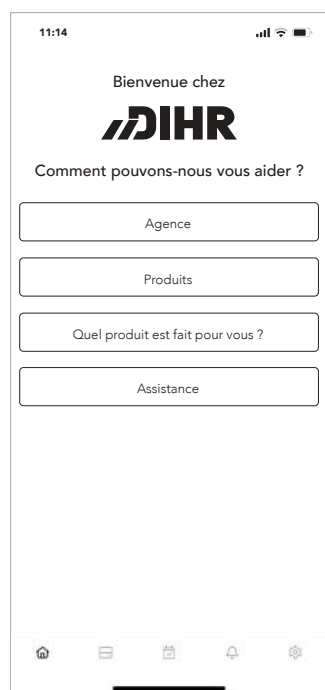 11:14
Bienvenue chez
DIHR
Comment pouvons-nous vous aider ?
Agence
Produits
Quel produit est fait pour vous ?
Assistance